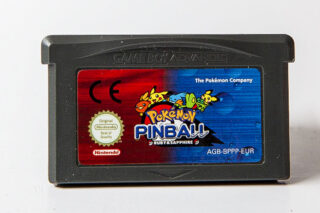 GAME BOY ADVANCE
The Pokémon Company
CE
POKÉMON
PINBALL
RUBY & SAPPHIRE
Original
Nintendo
Seal of
Quality
Nintendo
AGB-BPPP-EUR